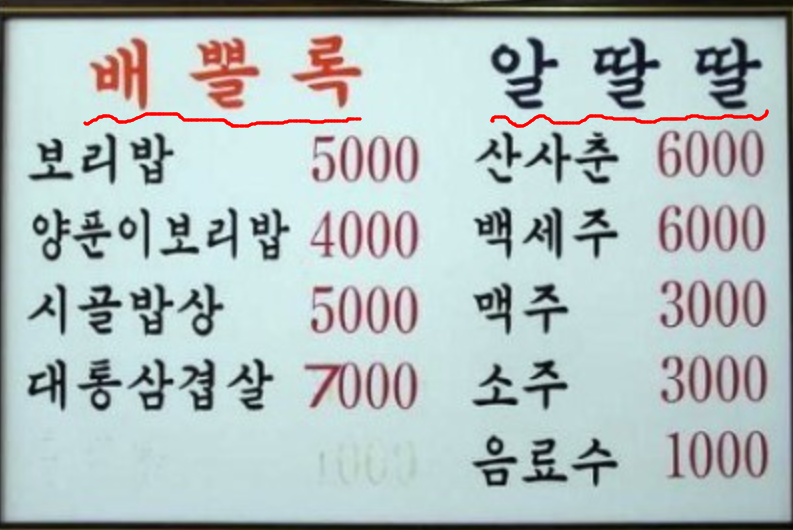 배 뽈 록
보리밥 5000
양푼이보리밥 4000
시골밥상 5000
대통삼겹살 7000
알 딸 딸
산사춘 6000
백세주 6000
맥주 3000
소주 3000
음료수 1000